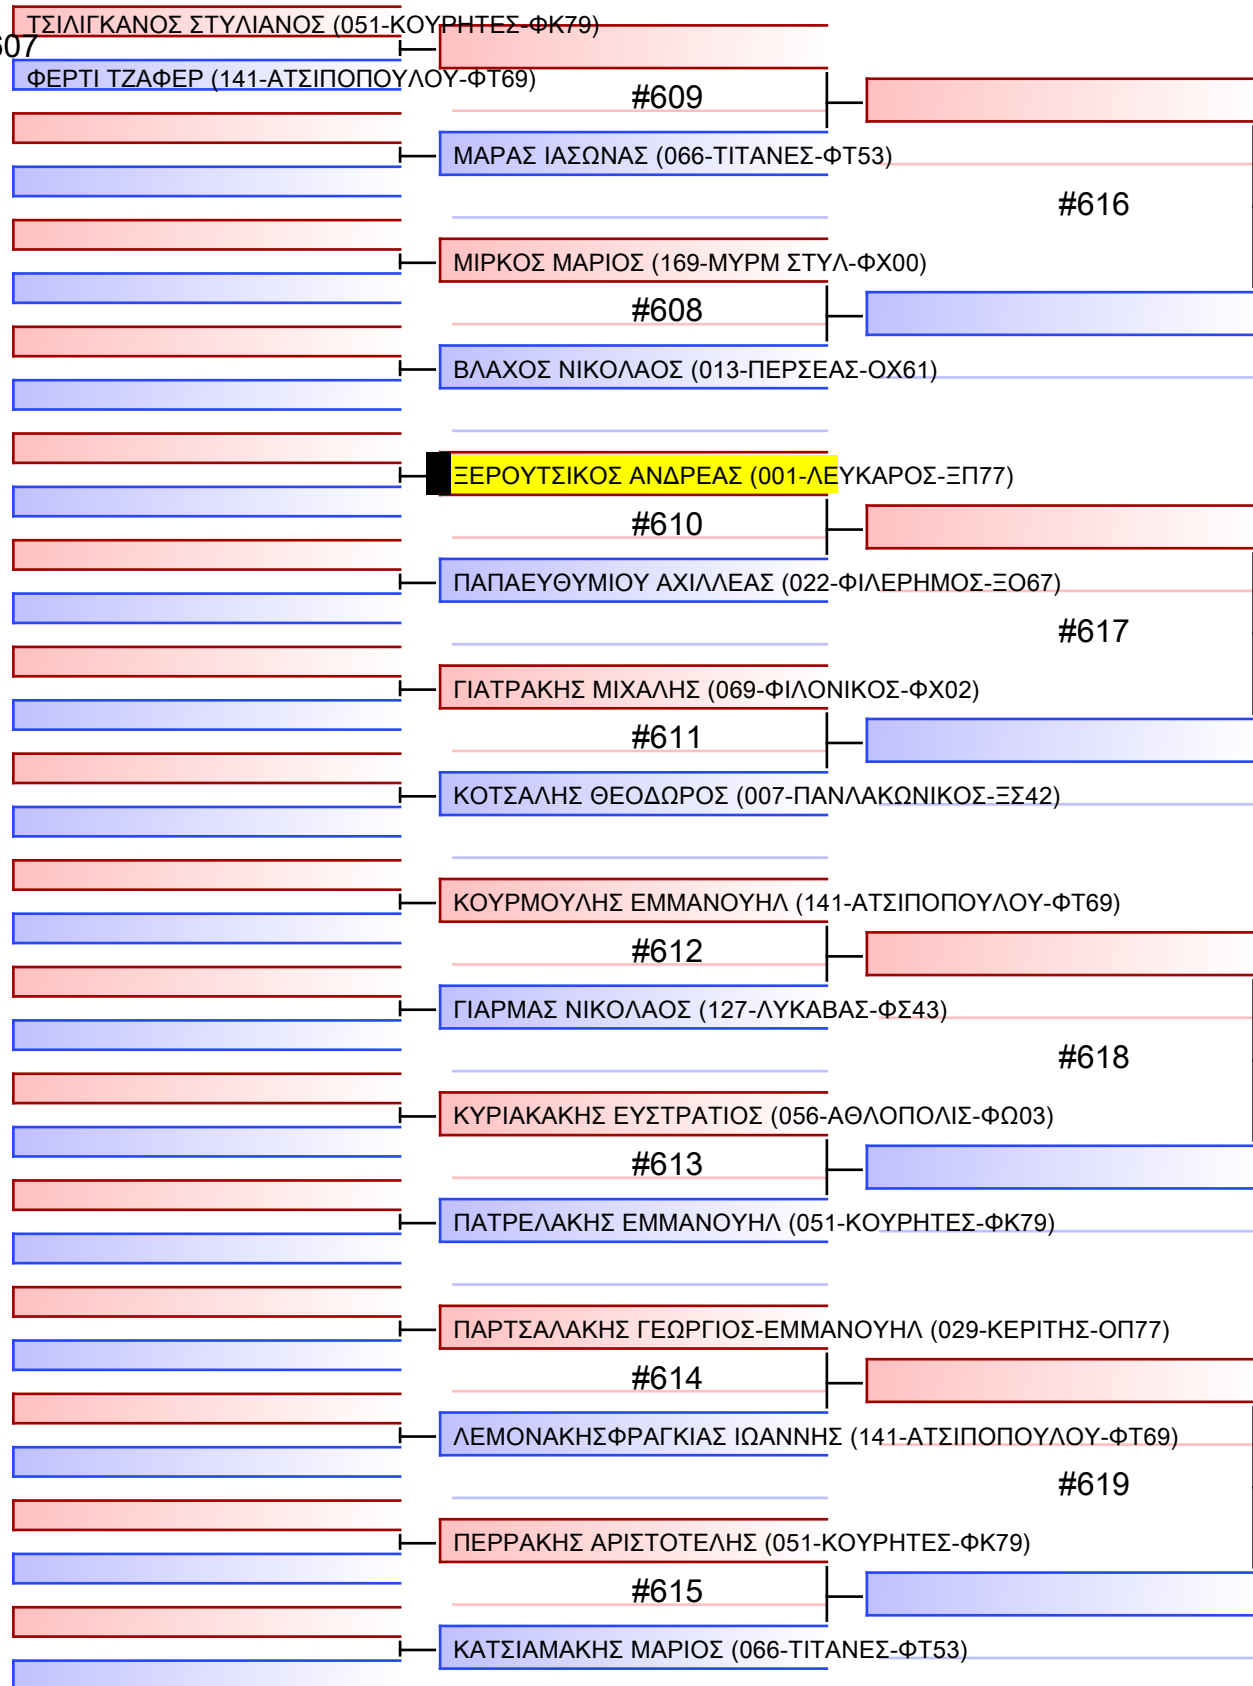 ΤΣΙΛΙΓΚΑΝΟΣ ΣΤΥΛΙΑΝΟΣ (051-ΚΟΥΡΗΤΕΣ-ΦΚ79)
607
ΦΕΡΤΙ ΤΖΑΦΕΡ (141-ΑΤΣΙΠΟΠΟΥΛΟΥ-ΦΤ69)
#609
ΜΑΡΑΣ ΙΑΣΩΝΑΣ (066-ΤΙΤΑΝΕΣ-ΦΤ53)
#616
ΜΙΡΚΟΣ ΜΑΡΙΟΣ (169-ΜΥΡΜ ΣΤΥΛ-ΦΧ00)
#608
ΒΛΑΧΟΣ ΝΙΚΟΛΑΟΣ (013-ΠΕΡΣΕΑΣ-ΟΧ61)
ΞΕΡΟΥΤΣΙΚΟΣ ΑΝΔΡΕΑΣ (001-ΛΕΥΚΑΡΟΣ-ΞΠ77)
#610
ΠΑΠΑΕΥΘΥΜΙΟΥ ΑΧΙΛΛΕΑΣ (022-ΦΙΛΕΡΗΜΟΣ-ΞΟ67)
#617
ΓΙΑΤΡΑΚΗΣ ΜΙΧΑΛΗΣ (069-ΦΙΛΟΝΙΚΟΣ-ΦΧ02)
#611
ΚΟΤΣΑΛΗΣ ΘΕΟΔΩΡΟΣ (007-ΠΑΝΛΑΚΩΝΙΚΟΣ-ΞΣ42)
ΚΟΥΡΜΟΥΛΗΣ ΕΜΜΑΝΟΥΗΛ (141-ΑΤΣΙΠΟΠΟΥΛΟΥ-ΦΤ69)
#612
ΓΙΑΡΜΑΣ ΝΙΚΟΛΑΟΣ (127-ΛΥΚΑΒΑΣ-ΦΣ43)
#618
ΚΥΡΙΑΚΑΚΗΣ ΕΥΣΤΡΑΤΙΟΣ (056-ΑΘΛΟΠΟΛΙΣ-ΦΩ03)
#613
ΠΑΤΡΕΛΑΚΗΣ ΕΜΜΑΝΟΥΗΛ (051-ΚΟΥΡΗΤΕΣ-ΦΚ79)
ΠΑΡΤΣΑΛΑΚΗΣ ΓΕΩΡΓΙΟΣ-ΕΜΜΑΝΟΥΗΛ (029-ΚΕΡΙΤΗΣ-ΟΠ77)
#614
ΛΕΜΟΝΑΚΗΣΦΡΑΓΚΙΑΣ ΙΩΑΝΝΗΣ (141-ΑΤΣΙΠΟΠΟΥΛΟΥ-ΦΤ69)
#619
ΠΕΡΡΑΚΗΣ ΑΡΙΣΤΟΤΕΛΗΣ (051-ΚΟΥΡΗΤΕΣ-ΦΚ79)
#615
ΚΑΤΣΙΑΜΑΚΗΣ ΜΑΡΙΟΣ (066-ΤΙΤΑΝΕΣ-ΦΤ53)